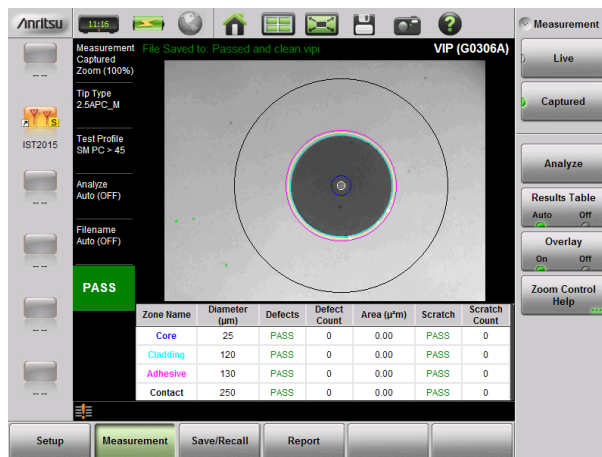 Anritsu
11:16
?
Measurement
Measurement
Captured
Zoom (100%)
File Saved to: Passed and clean vipi
VIP (G0306A)
Tip Type
2.5APC_M
Test Profile
SM PC > 45
Analyze
Auto (OFF)
Filename
Auto (OFF)
PASS
-- --
S
IST2015
-- --
-- --
-- --
-- --
Live
Captured
Analyze
Results Table
Auto Off
Overlay
On Off
Zoom Control
Help
Zone Name Diameter (µm) Defects Defect Count Area (µ²m) Scratch Scratch Count
Core 25 PASS 0 0.00 PASS 0
Cladding 120 PASS 0 0.00 PASS 0
Adhesive 130 PASS 0 0.00 PASS 0
Contact 250 PASS 0 0.00 PASS 0
Setup Measurement Save/Recall Report